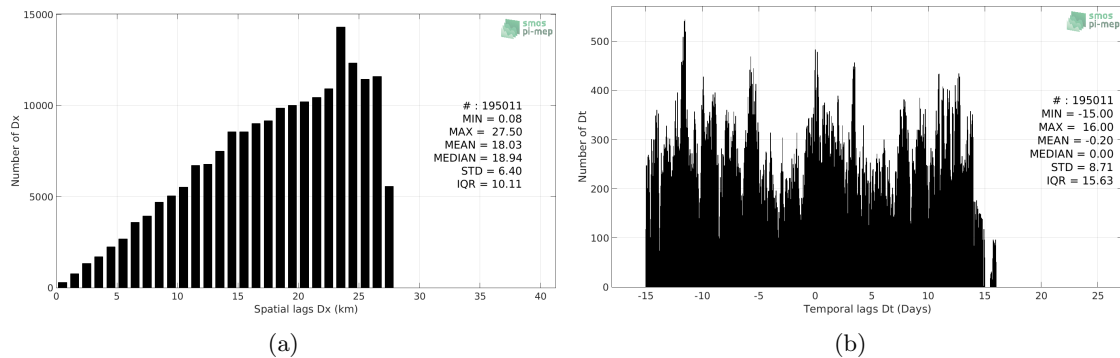 15000
10000
5000
0
Number of Dx
smos
pi-mep
# : 195011
MIN = 0.08
MAX = 27.50
MEAN = 18.03
MEDIAN = 18.94
STD = 6.40
IQR = 10.11
0 5 10 15 20 25 30 35 40
Spatial lags Dx (km)
(a)
500
400
300
200
100
0
Number of Dt
smos
pi-mep
# : 195011
MIN = -15.00
MAX = 16.00
MEAN = -0.20
MEDIAN = 0.00
STD = 8.71
IQR = 15.63
-15 -10 -5 0 5 10 15 20 25
Temporal lags Dt (Days)
(b)